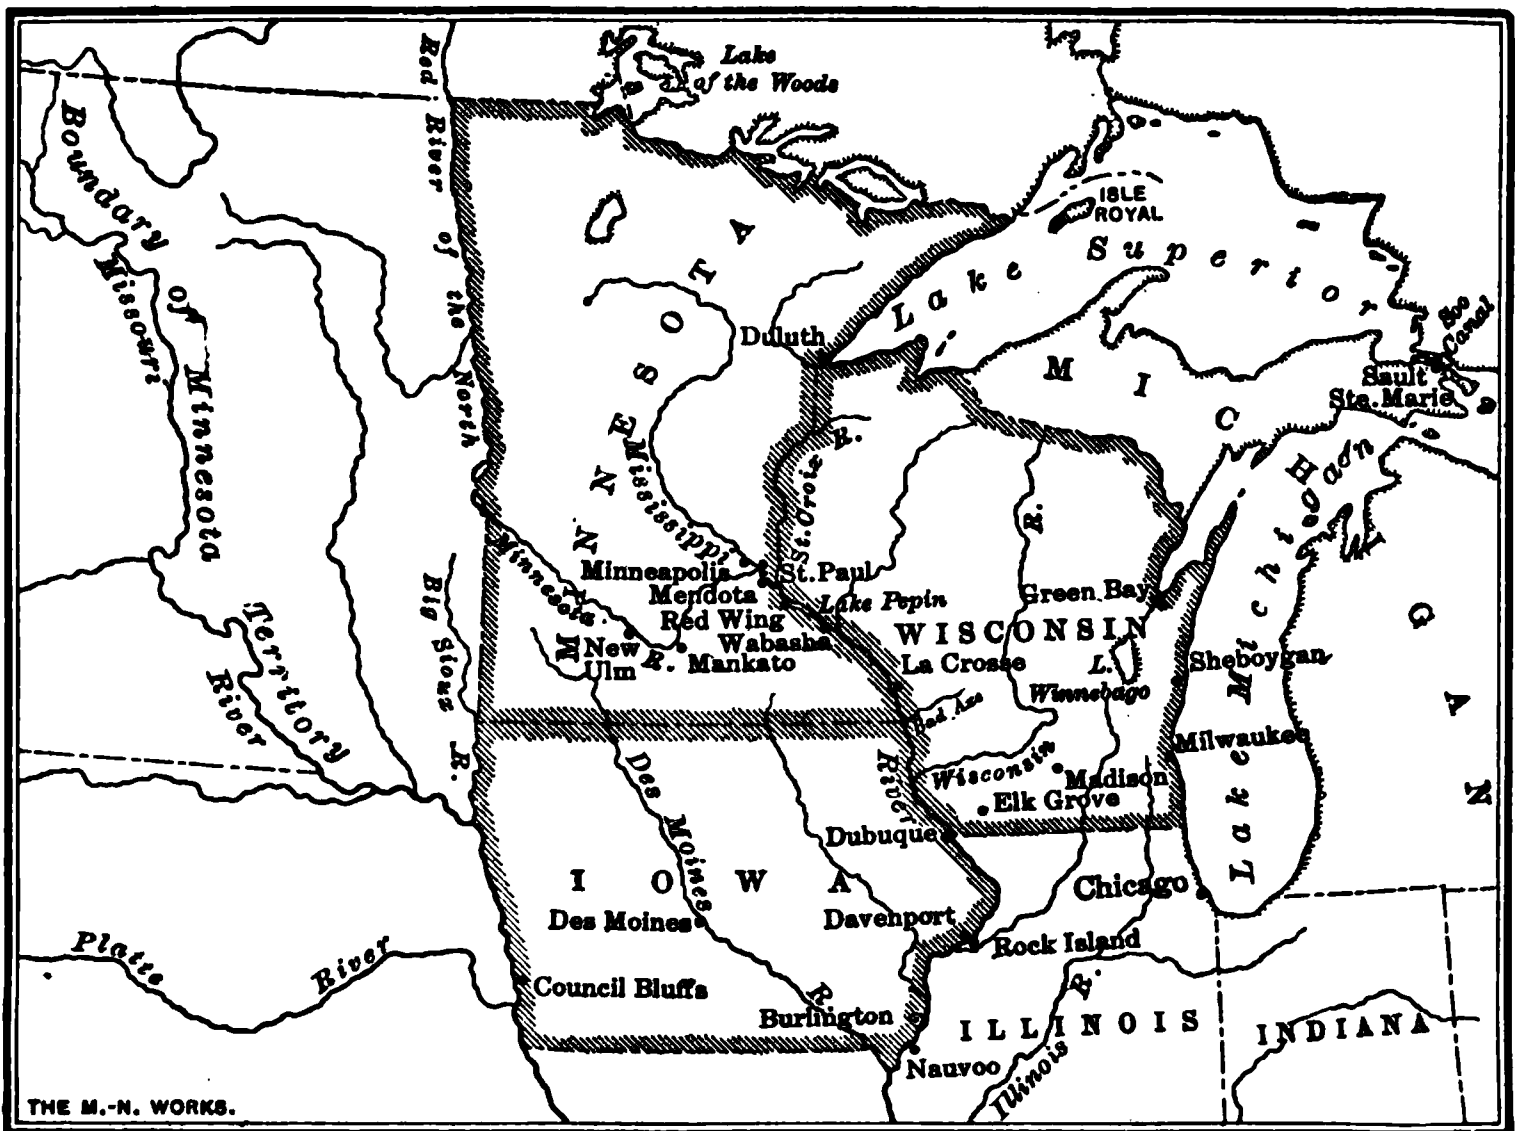 Lake
of the Woods
Red River of the North
Boundary of Minnesota Territory
Missouri River
ISLE
ROYAL
Lake Superior
Soo
Canal
Sault
Ste. Marie
MICHIGAN
Lake Michigan
MINNESOTA
Duluth
Mississippi River
St. Croix R.
Minnesota R.
Minneapolis
St. Paul
Mendota
Lake Pepin
Red Wing
Wabasha
New
Ulm
Mankato
Big Sioux R.
R.
Green Bay
WISCONSIN
La Crosse
L.
Winnebago
Sheboygan
Bad Axe
Milwaukee
Wisconsin
Madison
Elk Grove
Des Moines R.
Dubuque
IOWA
Chicago
Des Moines
Davenport
Rock Island
Platte River
Council Bluffs
Burlington
ILLINOIS
INDIANA
Nauvoo
Illinois R.
THE M.-N. WORKS.